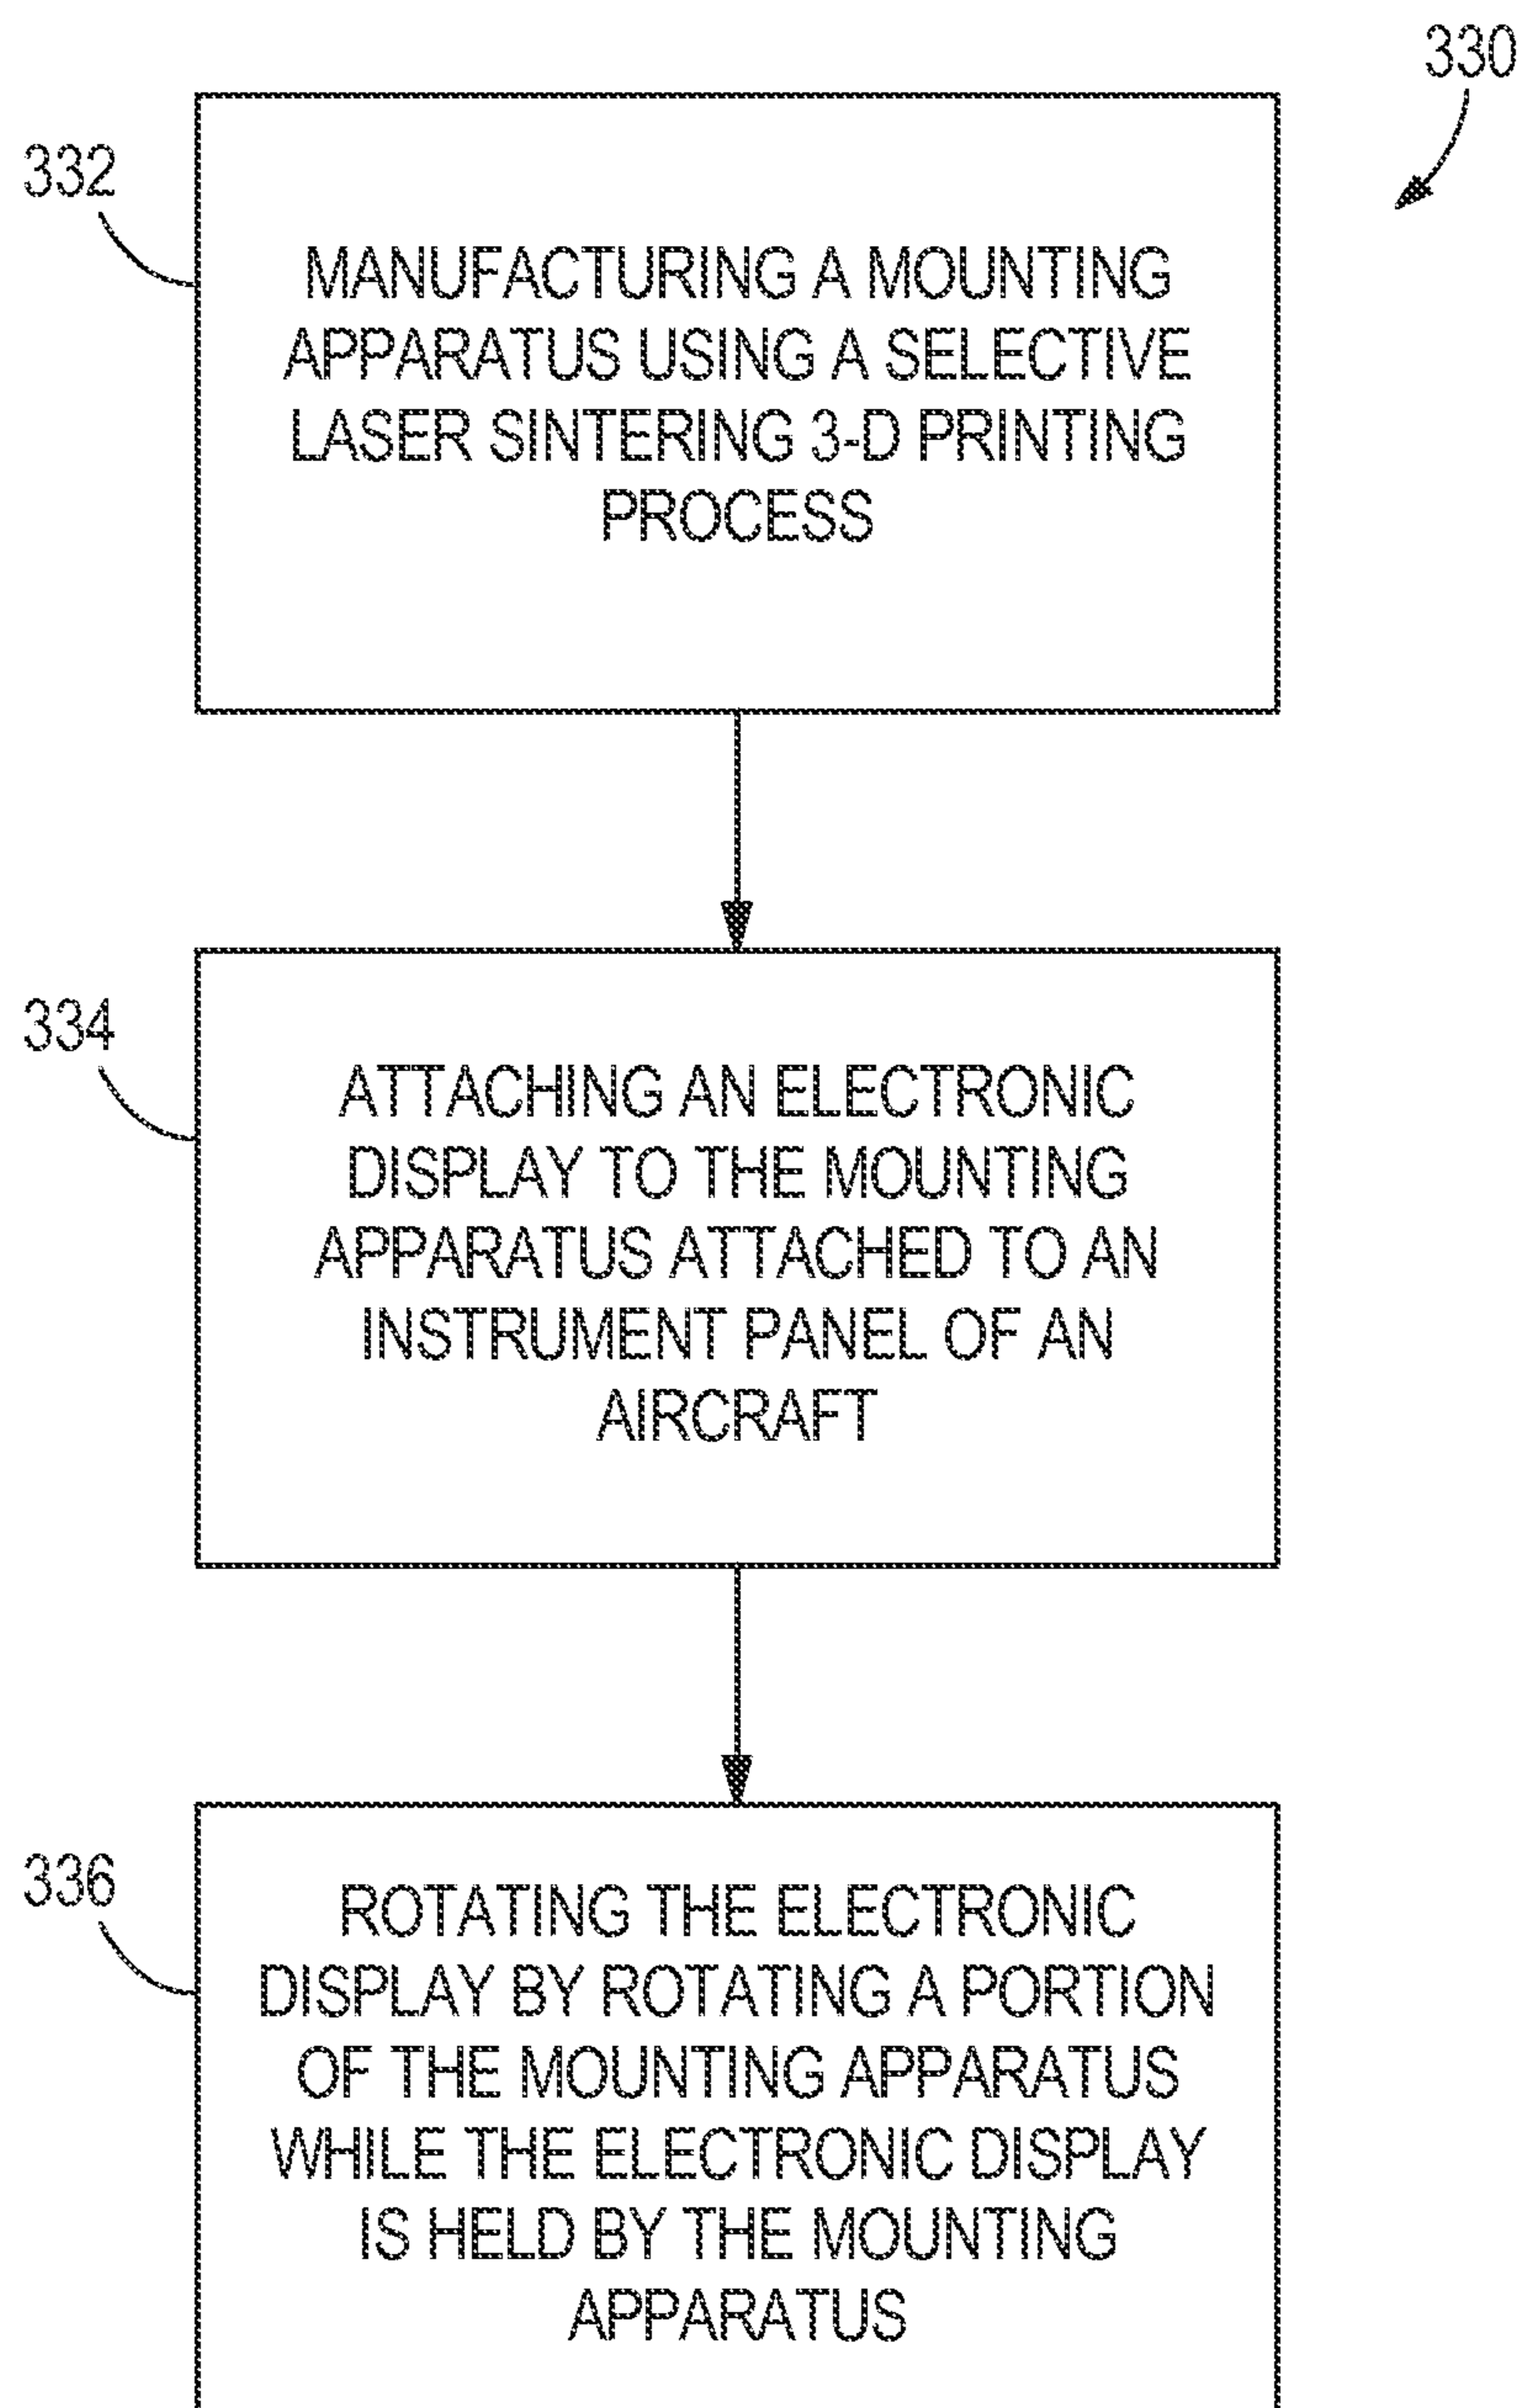 330
332
MANUFACTURING A MOUNTING
APPARATUS USING A SELECTIVE
LASER SINTERING 3-D PRINTING
PROCESS
334
ATTACHING AN ELECTRONIC
DISPLAY TO THE MOUNTING
APPARATUS ATTACHED TO AN
INSTRUMENT PANEL OF AN
AIRCRAFT
336
ROTATING THE ELECTRONIC
DISPLAY BY ROTATING A PORTION
OF THE MOUNTING APPARATUS
WHILE THE ELECTRONIC DISPLAY
IS HELD BY THE MOUNTING
APPARATUS